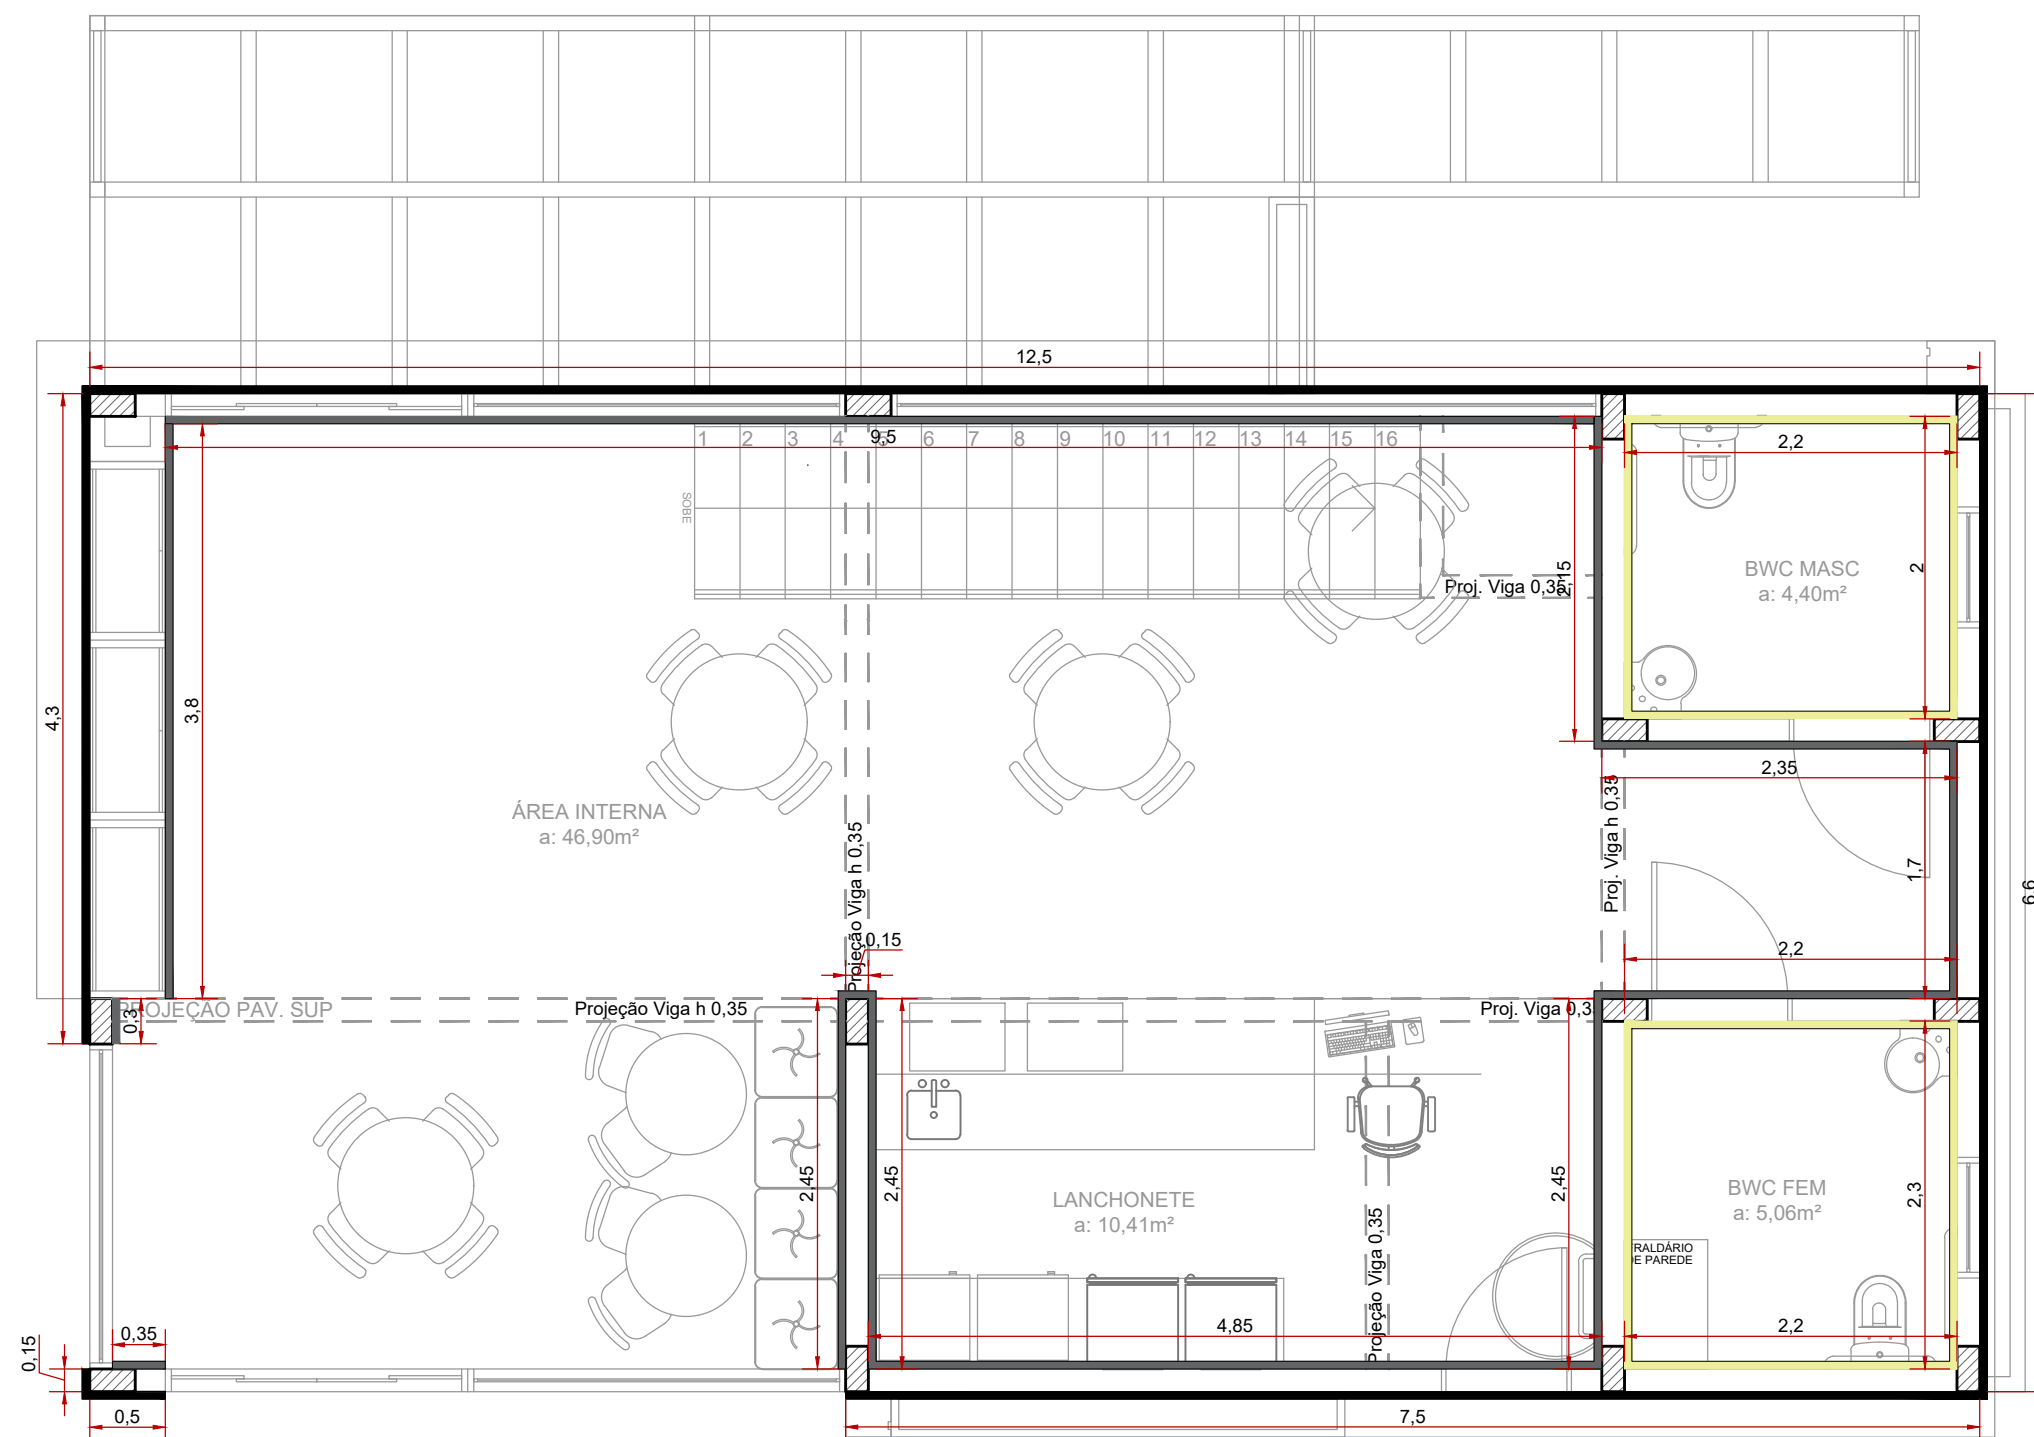 12,5
1 2 3 4 5 6 7 8 9 10 11 12 13 14 15 16
9,5
2,2
SOBE
BWC MASC
a: 4,40m²
2
2,15
Proj. Viga 0,35
4,3
3,8
2,35
ÁREA INTERNA
a: 46,90m²
Projeção Viga h 0,35
Proj. Viga h 0,35
1,7
6,6
0,15
2,2
PROJEÇÃO PAV. SUP
0,3
Projeção Viga h 0,35
Proj. Viga 0,3
2,45
2,45
2,45
LANCHONETE
a: 10,41m²
Projeção Viga 0,35
BWC FEM
a: 5,06m²
2,3
FRALDÁRIO
DE PAREDE
0,15
0,35
4,85
2,2
0,5
7,5